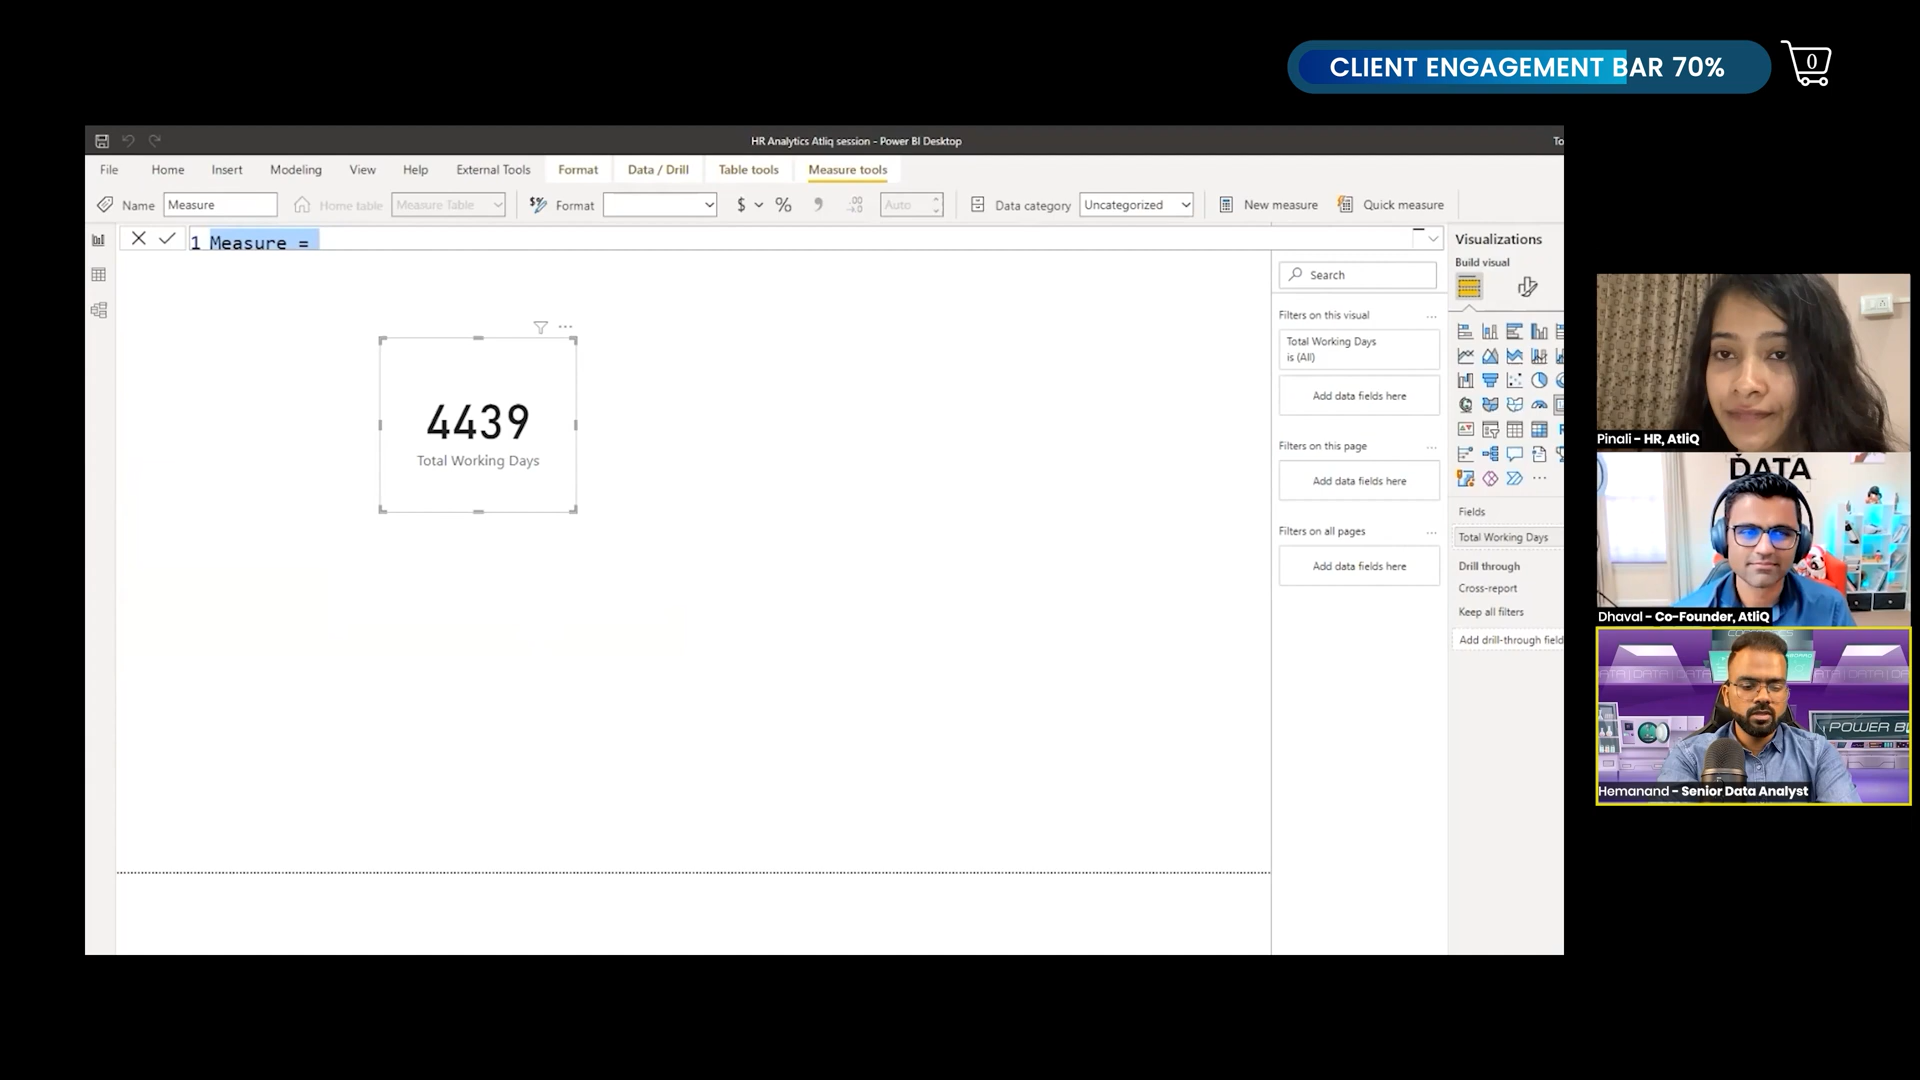 CLIENT ENGAGEMENT BAR 70%
0
HR Analytics Atliq session - Power BI Desktop
To
File Home Insert Modeling View Help External Tools Format Data / Drill Table tools Measure tools
Name Measure Home table Measure Table Format $ % Auto Data category Uncategorized New measure Quick measure
1 Measure =
Visualizations
Build visual
Search
Filters on this visual
Total Working Days
is (All)
Add data fields here
Filters on this page
Add data fields here
Filters on all pages
Add data fields here
4439
Total Working Days
Fields
Total Working Days
Drill through
Cross-report
Keep all filters
Add drill-through field
Pinali - HR, AtliQ
DATA
Dhaval - Co-Founder, AtliQ
POWER BI
Hemanand - Senior Data Analyst